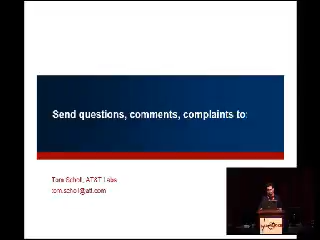 Send questions, comments, complaints to:
Tom Scholl, AT&T Labs
tom.scholl@att.com